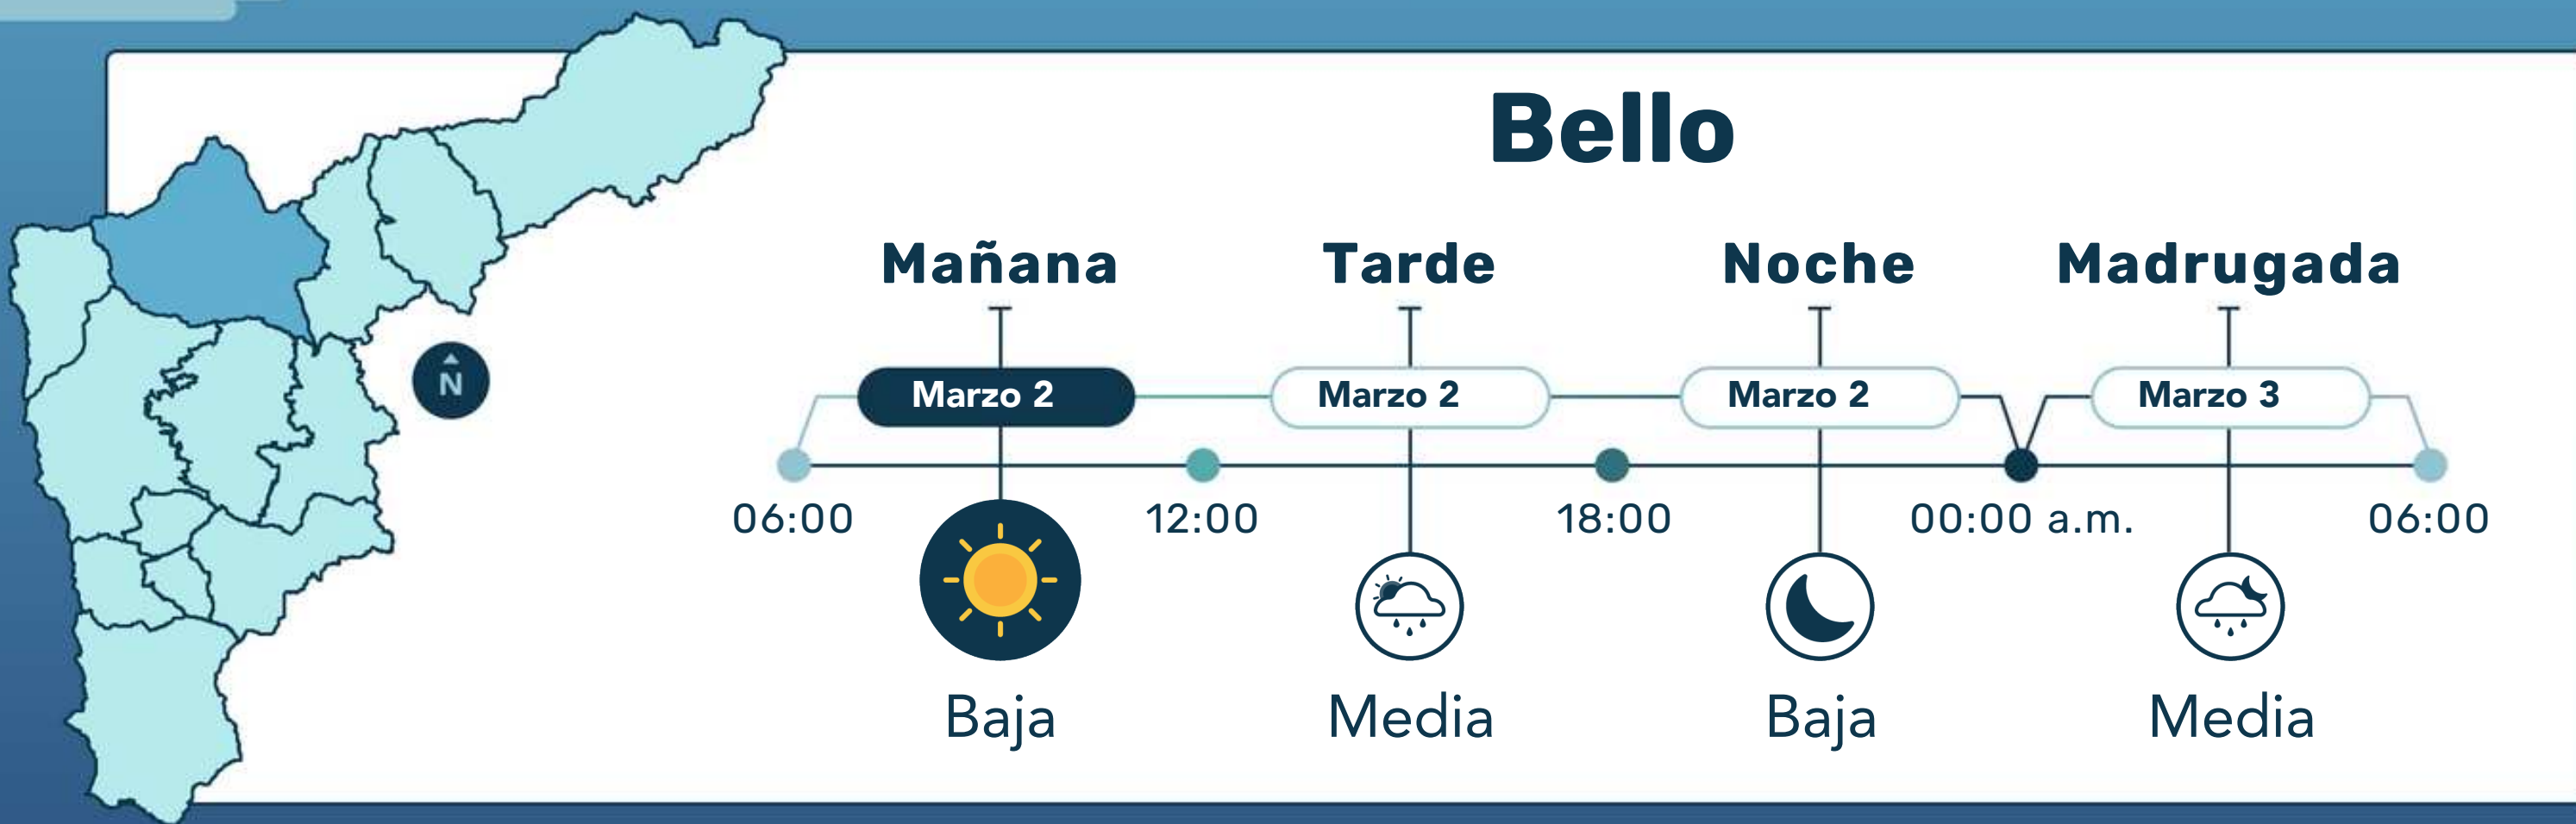 Bello
Mañana Tarde Noche Madrugada
Marzo 2 Marzo 2 Marzo 2 Marzo 3
N
06:00 12:00 18:00 00:00 a.m. 06:00
Baja Media Baja Media